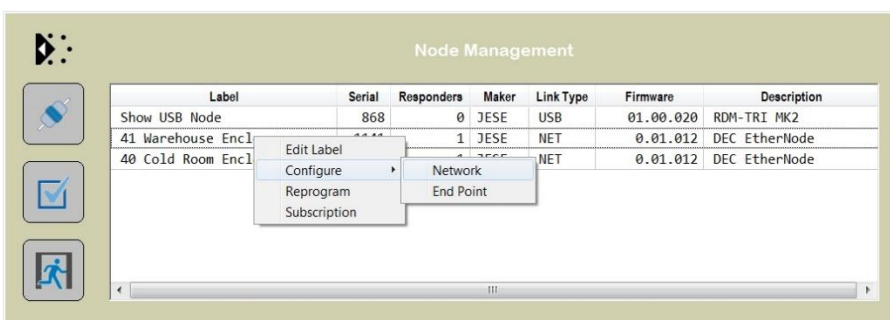 Node Management
Label Serial Responders Maker Link Type Firmware Description
Show USB Node 868 0 JESE USB 01.00.020 RDM-TRI MK2
41 Warehouse Encl 1 JESE NET 0.01.012 DEC EtherNode
40 Cold Room Encl NET 0.01.012 DEC EtherNode
Edit Label
Configure
Reprogram
Subscription
Network
End Point